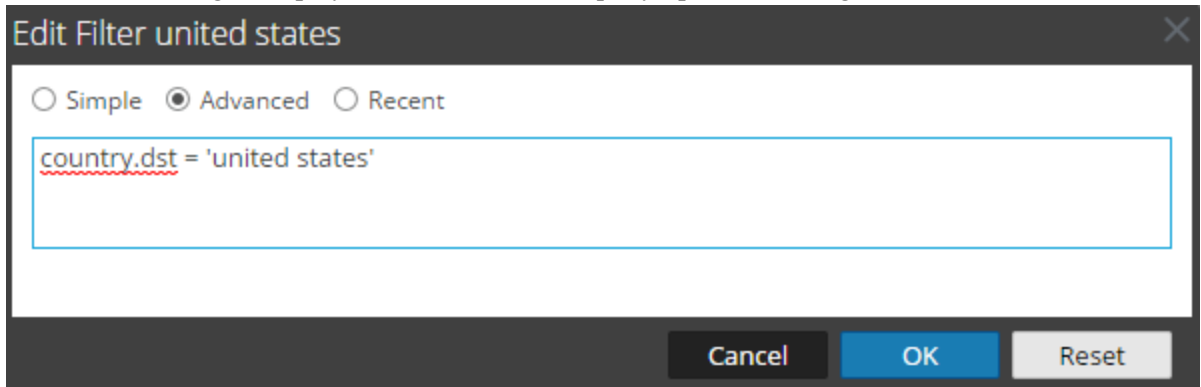 Edit Filter united states
Simple Advanced Recent
country.dst = 'united states'
Cancel OK Reset